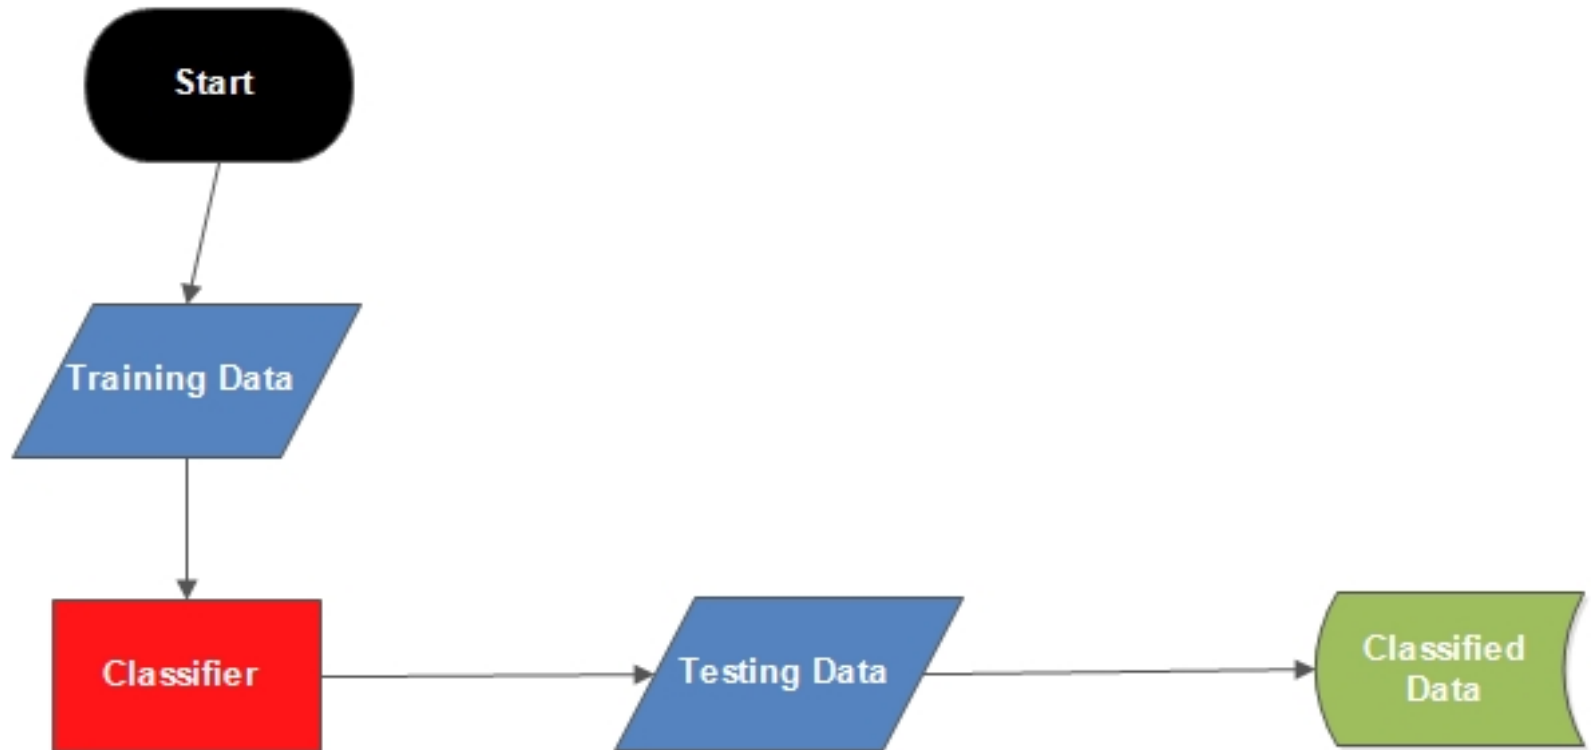 Start
Training Data
Classifier
Testing Data
Classified
Data